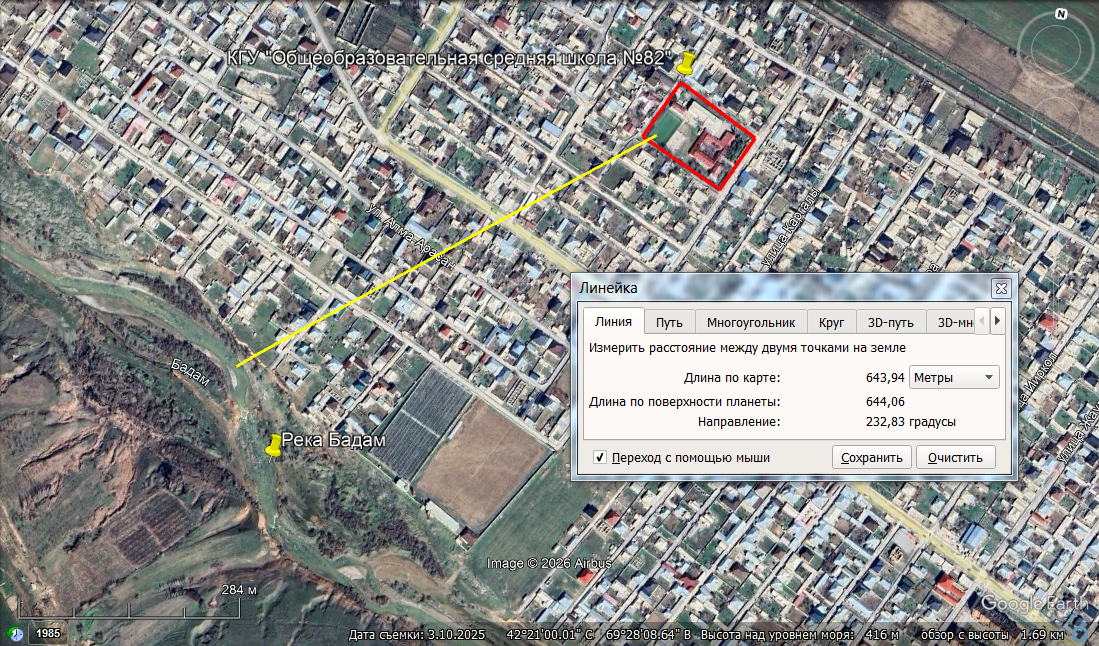 N
КГУ "Общеобразовательная средняя школа №82"
ул. Алма-Арасан
улица Каргалы
Линейка
Линия
Путь
Многоугольник
Круг
3D-путь
3D-мн
Измерить расстояние между двумя точками на земле
Длина по карте: 643,94 Метры
Длина по поверхности планеты: 644,06
Направление: 232,83 градусы
Переход с помощью мыши
Сохранить
Очистить
Бадам
Река Бадам
Image © 2026 Airbus
284 м
Google Earth
1985
Дата съемки: 3.10.2025 42°21'00.01" С 69°28'08.64" В Высота над уровнем моря: 416 м обзор с высоты 1.69 км